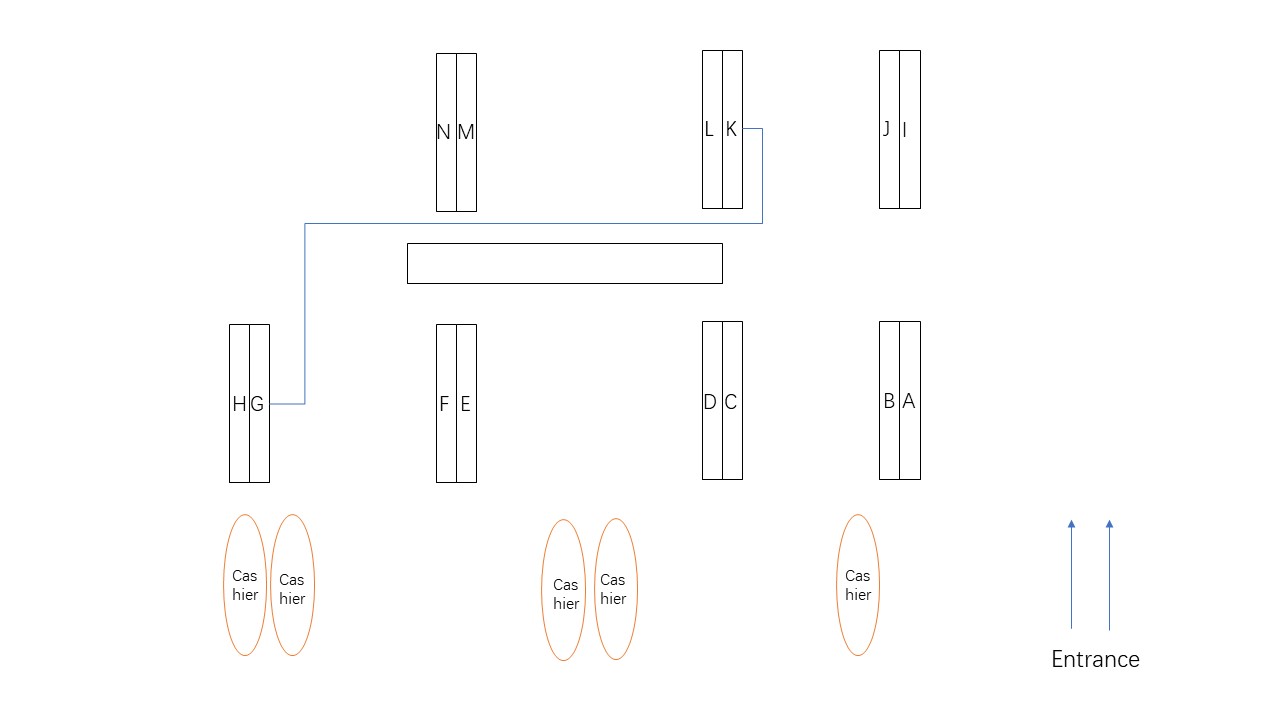 N M
L K
J I
H G
F E
D C
B A
Cas
hier
Cas
hier
Cas
hier
Cas
hier
Cas
hier
Entrance